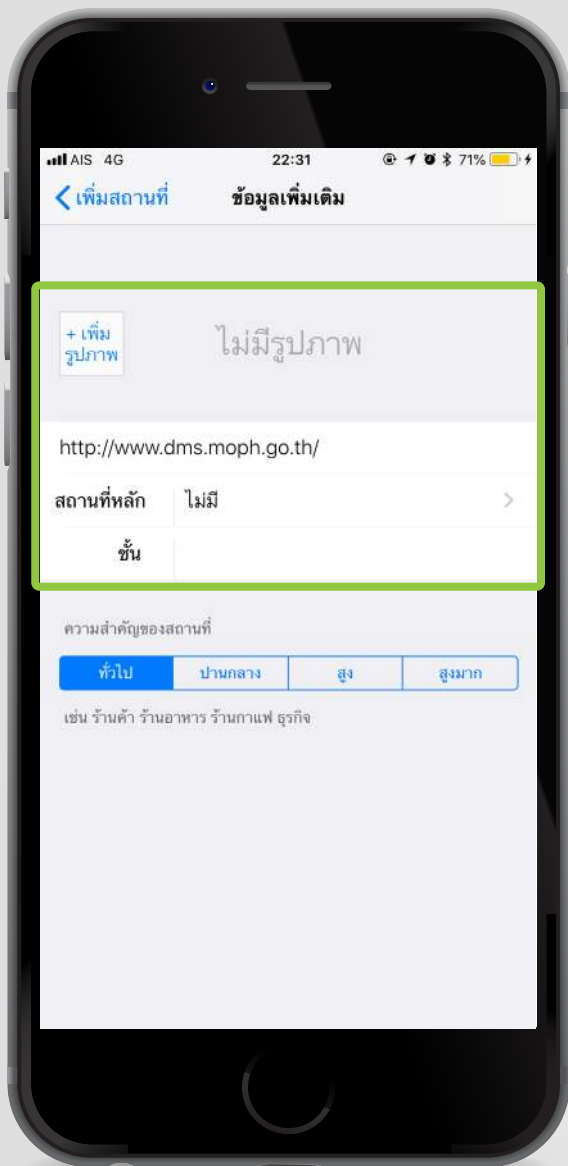 AIS 4G 22:31 71%
เพิ่มสถานที่ ข้อมูลเพิ่มเติม
+ เพิ่ม
รูปภาพ
ไม่มีรูปภาพ
http://www.dms.moph.go.th/
สถานที่หลัก ไม่มี
ชั้น
ความสำคัญของสถานที่
ทั่วไป ปานกลาง สูง สูงมาก
เช่น ร้านค้า ร้านอาหาร ร้านกาแฟ ธุรกิจ